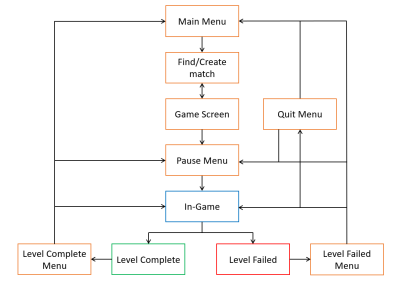 Main Menu
Find/Create
match
Game Screen
Quit Menu
Pause Menu
In-Game
Level Complete
Menu
Level Complete
Level Failed
Level Failed
Menu